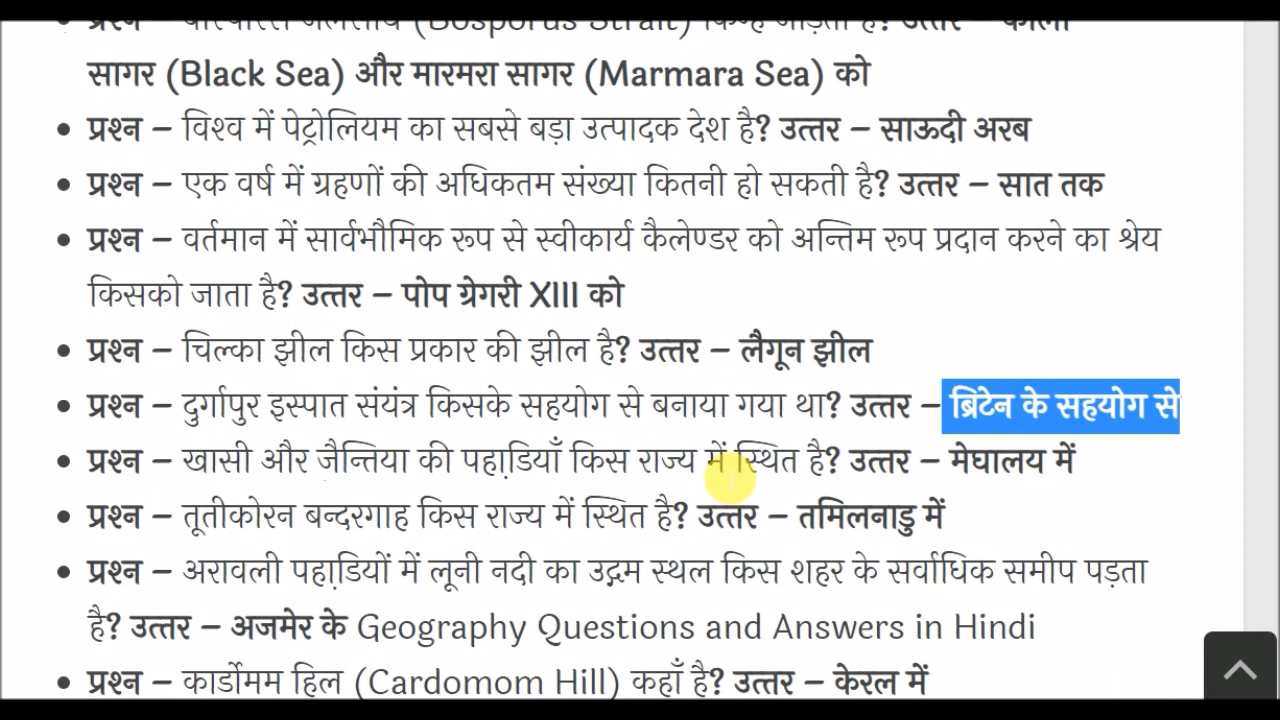 सागर (Black Sea) और मारमरा सागर (Marmara Sea) को
प्रश्न – विश्व में पेट्रोलियम का सबसे बड़ा उत्पादक देश है? उत्तर – साऊदी अरब
प्रश्न – एक वर्ष में ग्रहणों की अधिकतम संख्या कितनी हो सकती है? उत्तर – सात तक
प्रश्न – वर्तमान में सार्वभौमिक रूप से स्वीकार्य कैलेण्डर को अन्तिम रूप प्रदान करने का श्रेय
किसको जाता है? उत्तर – पोप ग्रेगरी XIII को
प्रश्न – चिल्का झील किस प्रकार की झील है? उत्तर – लैगून झील
प्रश्न – दुर्गापुर इस्पात संयंत्र किसके सहयोग से बनाया गया था? उत्तर – ब्रिटेन के सहयोग से
प्रश्न – खासी और जैन्तिया की पहाड़ियाँ किस राज्य में स्थित है? उत्तर – मेघालय में
प्रश्न – तूतीकोरन बन्दरगाह किस राज्य में स्थित है? उत्तर – तमिलनाडु में
प्रश्न – अरावली पहाड़ियों में लूनी नदी का उद्गम स्थल किस शहर के सर्वाधिक समीप पड़ता
है? उत्तर – अजमेर के Geography Questions and Answers in Hindi
प्रश्न – कार्डोमम हिल (Cardomom Hill) कहाँ है? उत्तर – केरल में